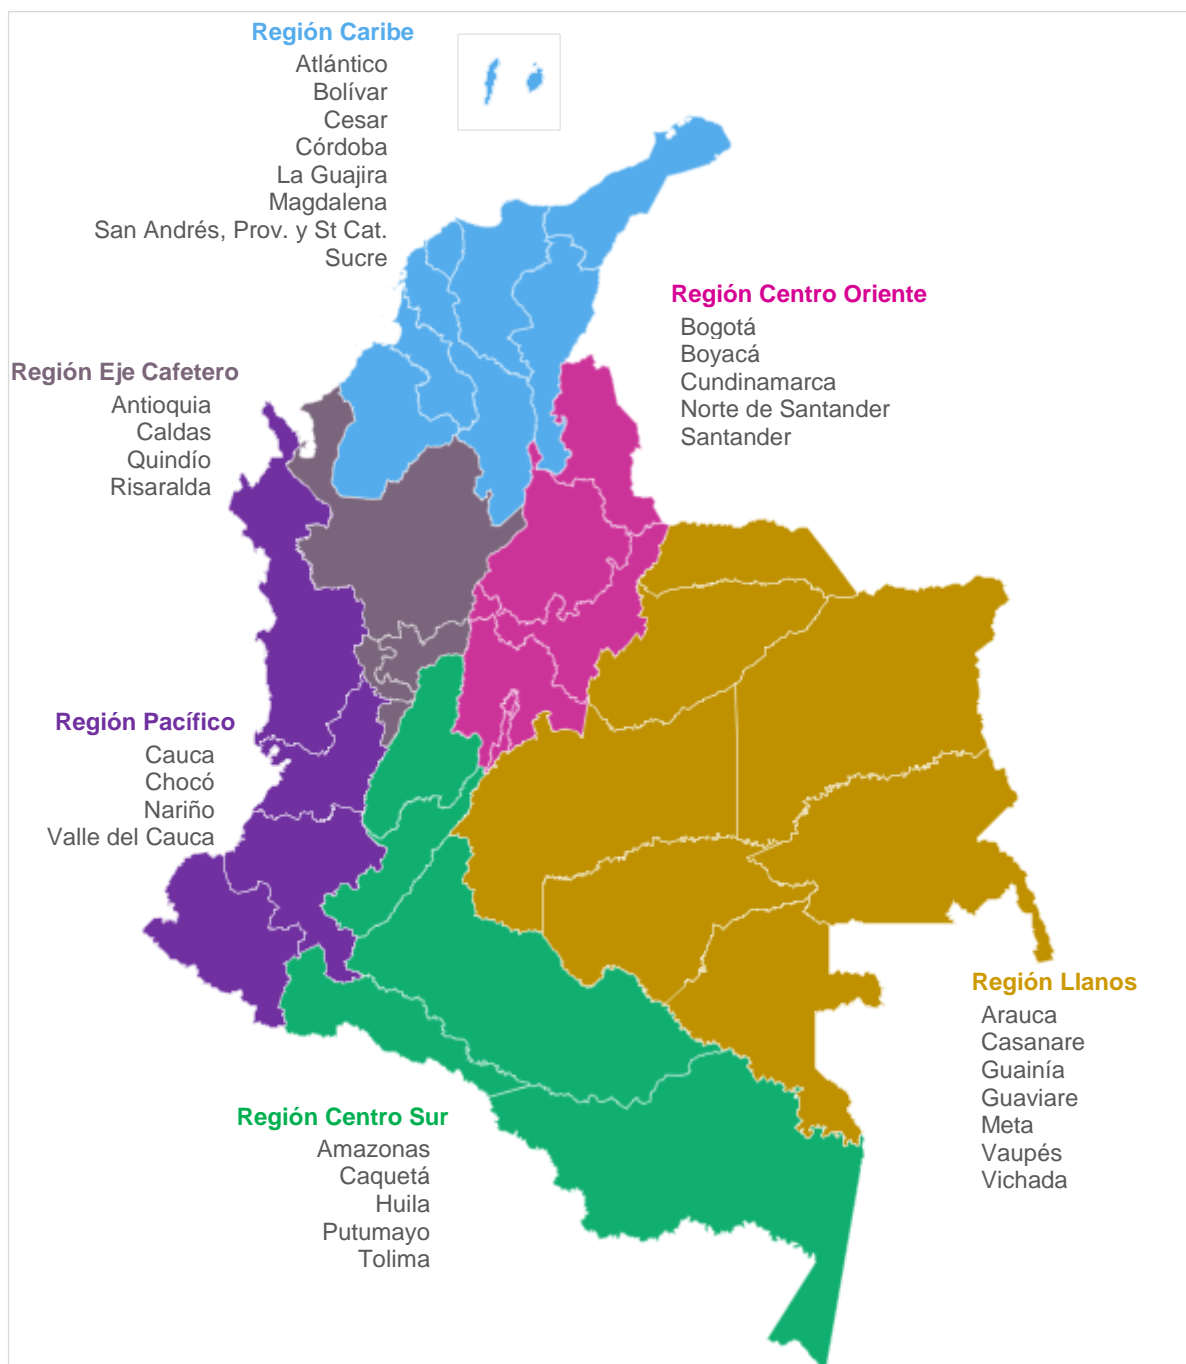 Región Caribe
Atlántico
Bolívar
Cesar
Córdoba
La Guajira
Magdalena
San Andrés, Prov. y St Cat.
Sucre
Región Centro Oriente
Bogotá
Boyacá
Cundinamarca
Norte de Santander
Santander
Región Eje Cafetero
Antioquia
Caldas
Quindío
Risaralda
Región Pacífico
Cauca
Chocó
Nariño
Valle del Cauca
Región Llanos
Arauca
Casanare
Guainía
Guaviare
Meta
Vaupés
Vichada
Región Centro Sur
Amazonas
Caquetá
Huila
Putumayo
Tolima